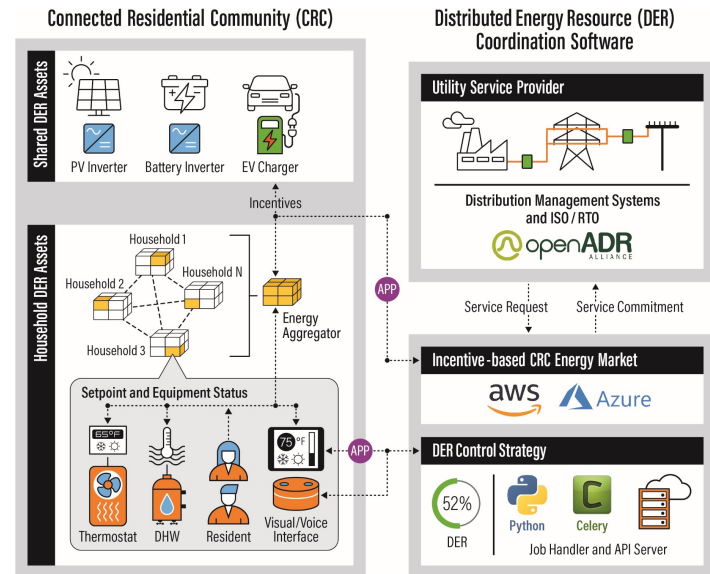 Connected Residential Community (CRC)
Shared DER Assets
PV Inverter
Battery Inverter
EV Charger
Incentives
Household DER Assets
Household 1
Household 2
Household N
Household 3
Energy
Aggregator
Setpoint and Equipment Status
65°F
75 °F
Thermostat
DHW
Resident
Visual/Voice
Interface
APP
APP
Distributed Energy Resource (DER)
Coordination Software
Utility Service Provider
Distribution Management Systems
and ISO / RTO
openADR
ALLIANCE
Service Request
Service Commitment
Incentive-based CRC Energy Market
aws
Azure
DER Control Strategy
52%
DER
Python
C
Celery
Job Handler and API Server